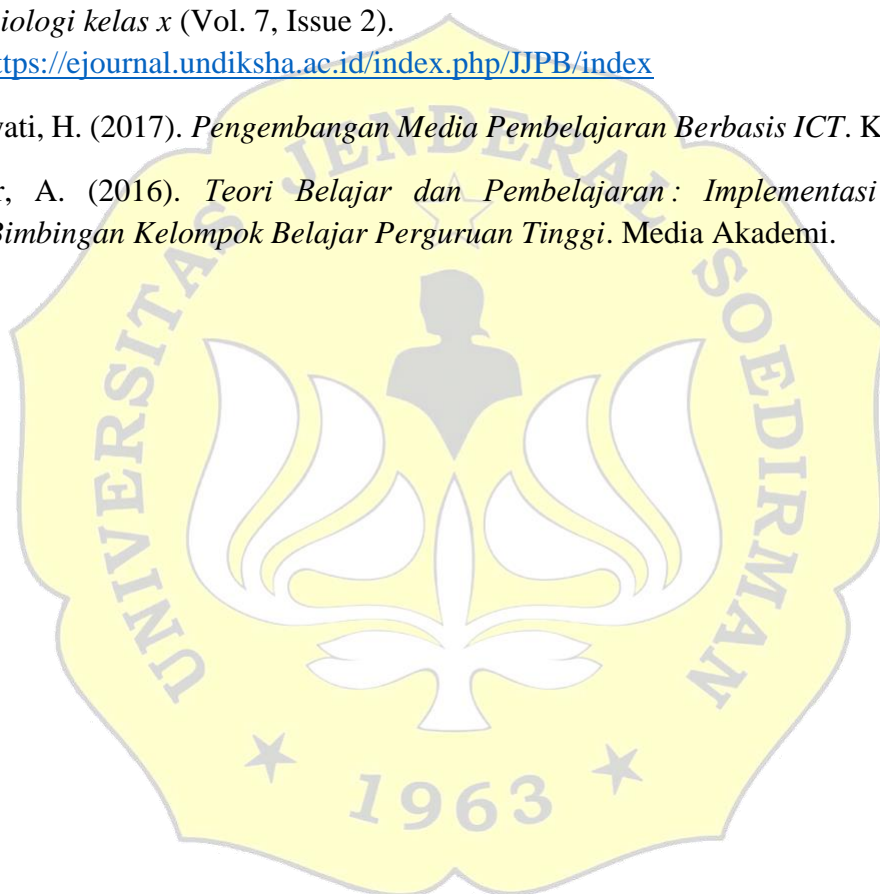 iologi kelas x (Vol. 7, Issue 2).
ttps://ejournal.undiksha.ac.id/index.php/JJPB/index
vati, H. (2017). Pengembangan Media Pembelajaran Berbasis ICT. K
r, A. (2016). Teori Belajar dan Pembelajaran : Implementasi
Bimbingan Kelompok Belajar Perguruan Tinggi. Media Akademi.
UNIVERSITAS JENDERAL SOEDIRMAN
1963